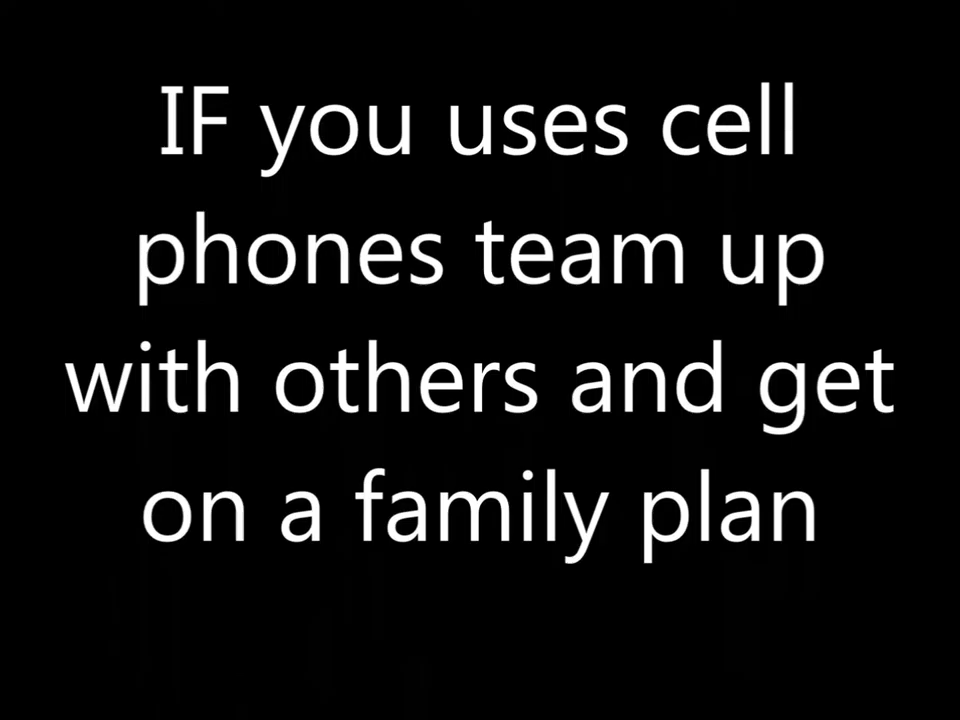 IF you uses cell
phones team up
with others and get
on a family plan